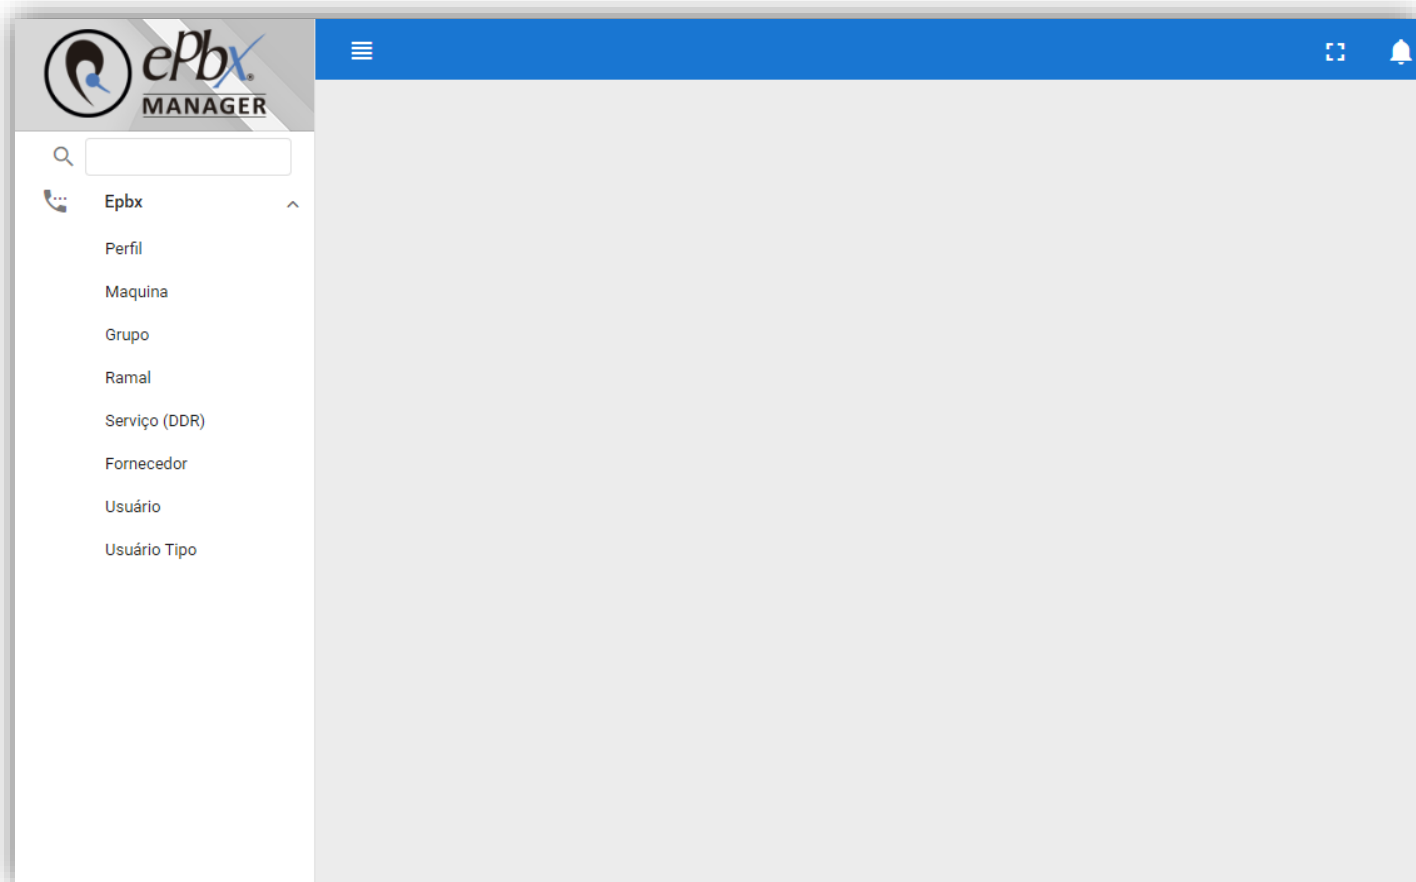 ePbX®
MANAGER
Epbx
Perfil
Maquina
Grupo
Ramal
Serviço (DDR)
Fornecedor
Usuário
Usuário Tipo